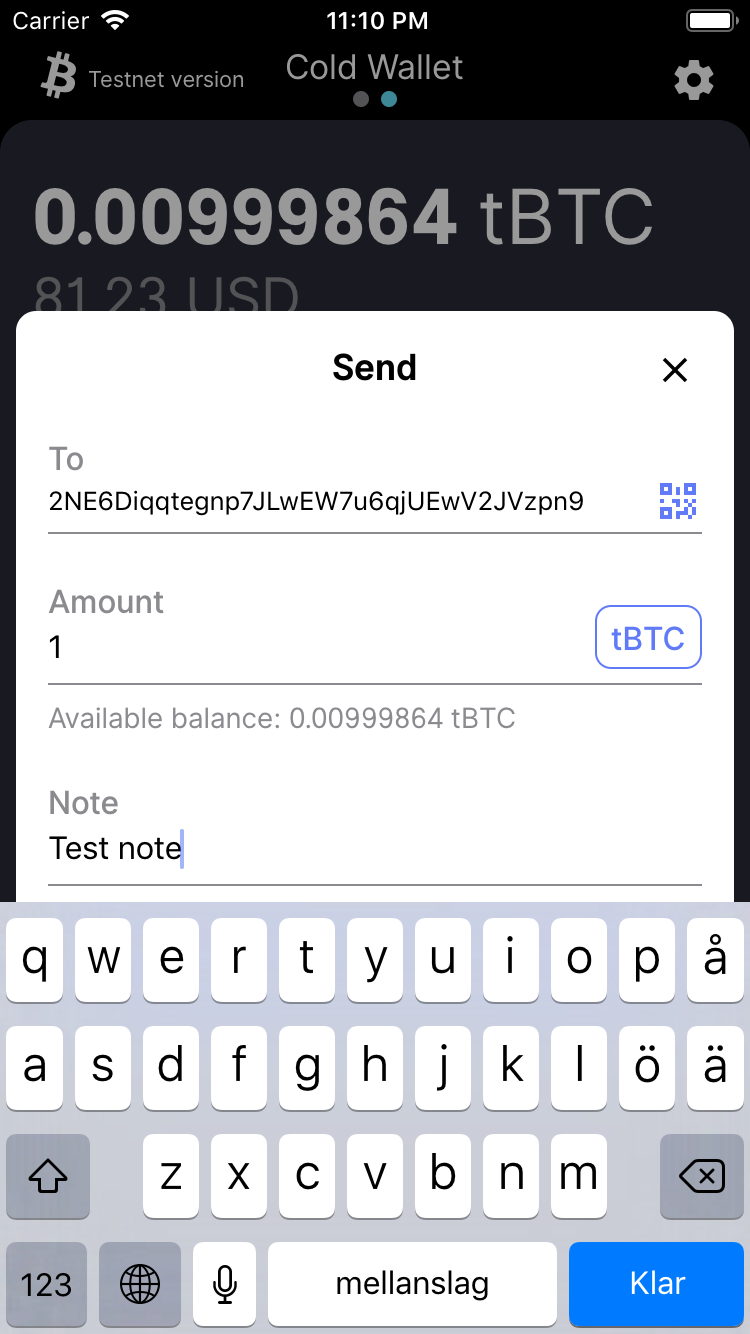 Carrier 11:10 PM
Testnet version Cold Wallet
0.00999864 tBTC
81.23 USD
Send
To
2NE6Diqqtegnp7JLwEW7u6qjUEwV2JVzpn9
Amount
1 tBTC
Available balance: 0.00999864 tBTC
Note
Test note
q w e r t y u i o p å
a s d f g h j k l ö ä
z x c v b n m
123 mellanslag Klar